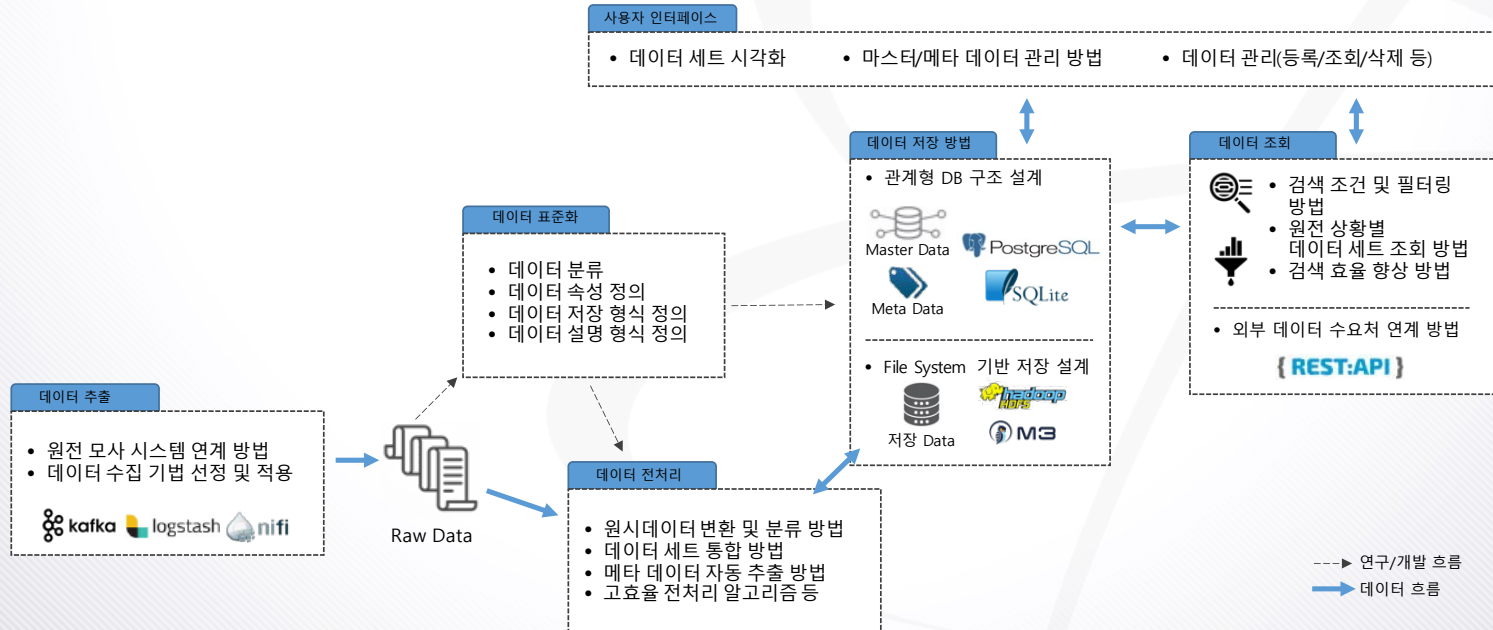 사용자 인터페이스
• 데이터 세트 시각화
• 마스터/메타 데이터 관리 방법
• 데이터 관리(등록/조회/삭제 등)
데이터 저장 방법
• 관계형 DB 구조 설계
Master Data
PostgreSQL
Meta Data
SQLite
• File System 기반 저장 설계
저장 Data
hadoop
HDFS
M3
데이터 조회
• 검색 조건 및 필터링
방법
• 원전 상황별
데이터 세트 조회 방법
• 검색 효율 향상 방법
• 외부 데이터 수요처 연계 방법
{ REST:API }
데이터 표준화
• 데이터 분류
• 데이터 속성 정의
• 데이터 저장 형식 정의
• 데이터 설명 형식 정의
데이터 추출
• 원전 모사 시스템 연계 방법
• 데이터 수집 기법 선정 및 적용
kafka
logstash
nifi
Raw Data
데이터 전처리
• 원시데이터 변환 및 분류 방법
• 데이터 세트 통합 방법
• 메타 데이터 자동 추출 방법
• 고효율 전처리 알고리즘 등
연구/개발 흐름
데이터 흐름